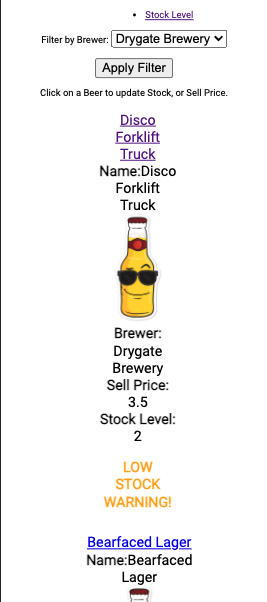 Stock Level
Filter by Brewer: Drygate Brewery
Apply Filter
Click on a Beer to update Stock, or Sell Price.
Disco
Forklift
Truck
Name:Disco
Forklift
Truck
Brewer:
Drygate
Brewery
Sell Price:
3.5
Stock Level:
2
LOW
STOCK
WARNING!
Bearfaced Lager
Name:Bearfaced
Lager